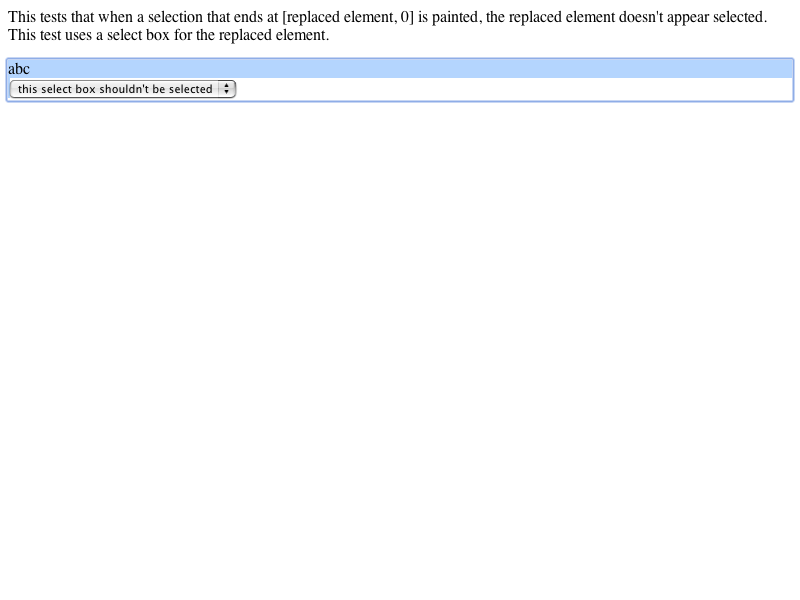 This tests that when a selection that ends at [replaced element, 0] is painted, the replaced element doesn't appear selected.
This test uses a select box for the replaced element.
abc
this select box shouldn't be selected